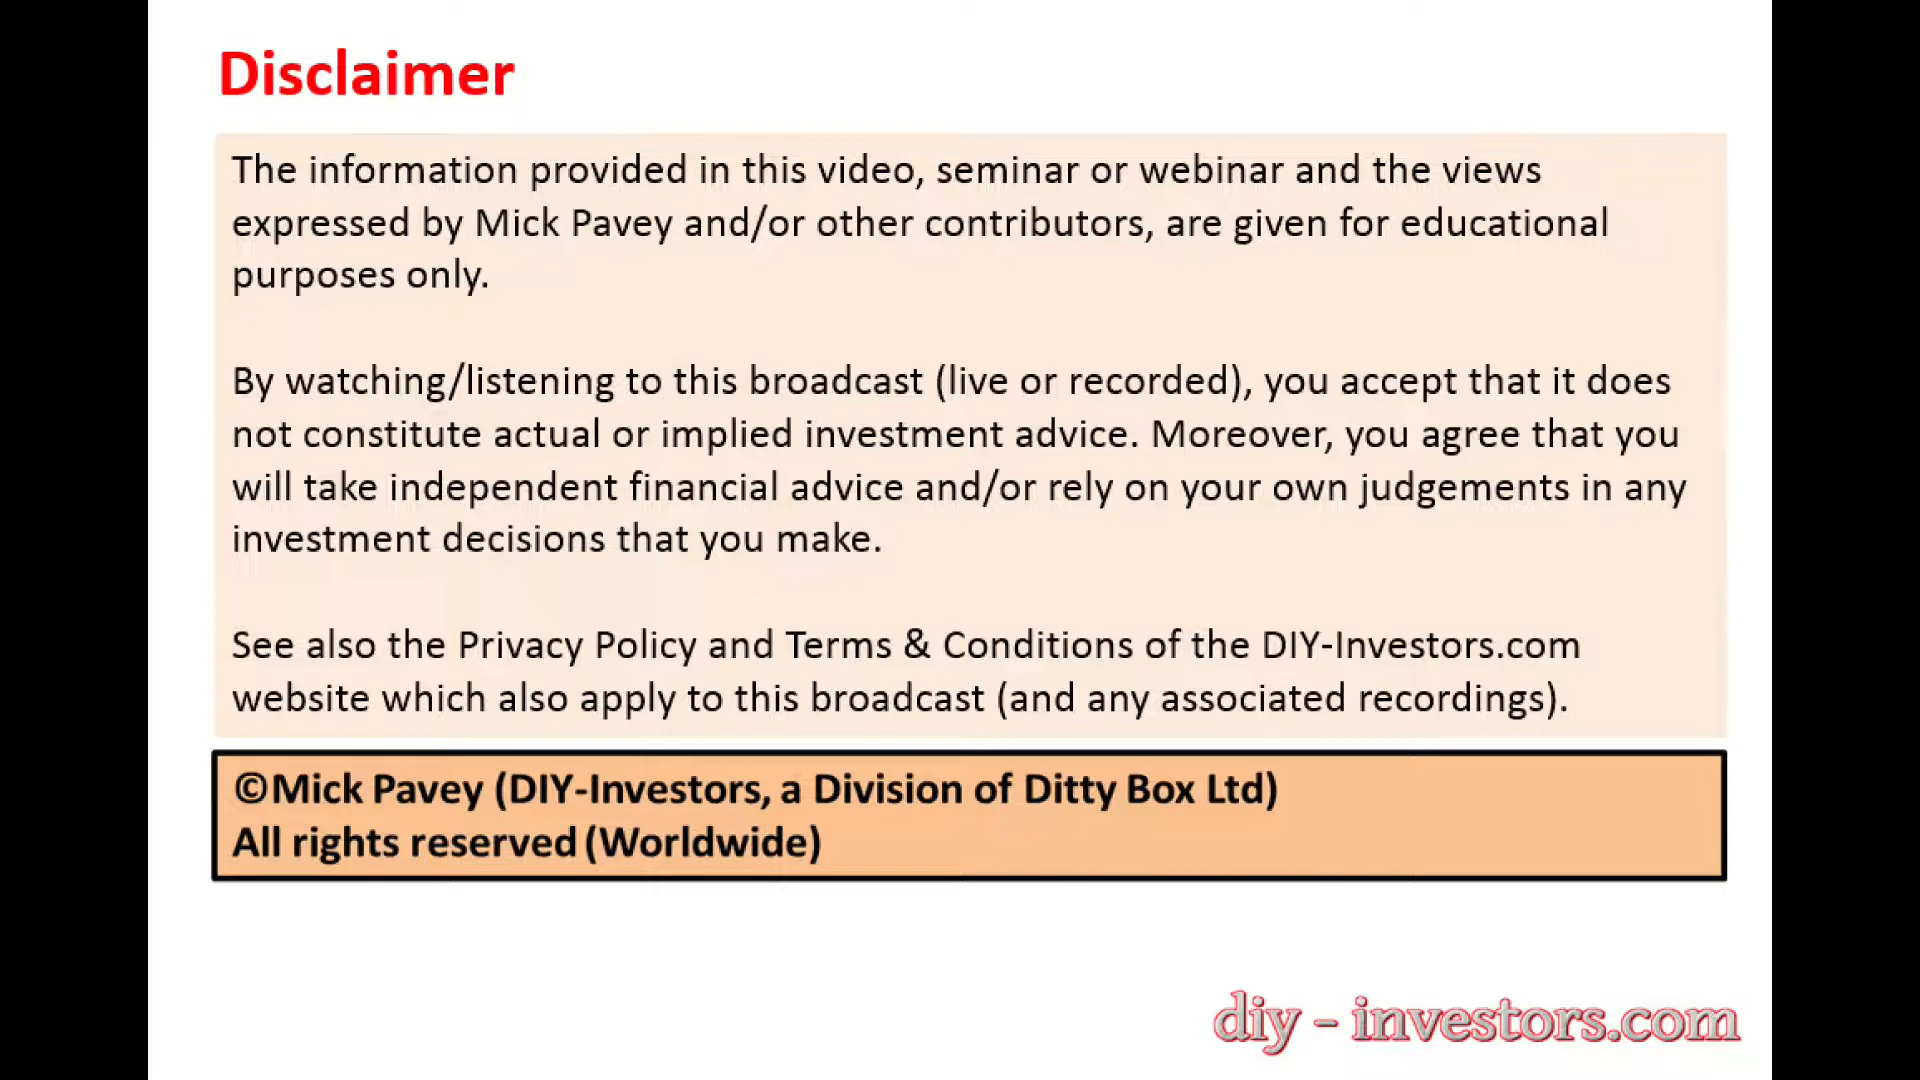 Disclaimer
The information provided in this video, seminar or webinar and the views
expressed by Mick Pavey and/or other contributors, are given for educational
purposes only.
By watching/listening to this broadcast (live or recorded), you accept that it does
not constitute actual or implied investment advice. Moreover, you agree that you
will take independent financial advice and/or rely on your own judgements in any
investment decisions that you make.
See also the Privacy Policy and Terms & Conditions of the DIY-Investors.com
website which also apply to this broadcast (and any associated recordings).
©Mick Pavey (DIY-Investors, a Division of Ditty Box Ltd)
All rights reserved (Worldwide)
diy - investors.com